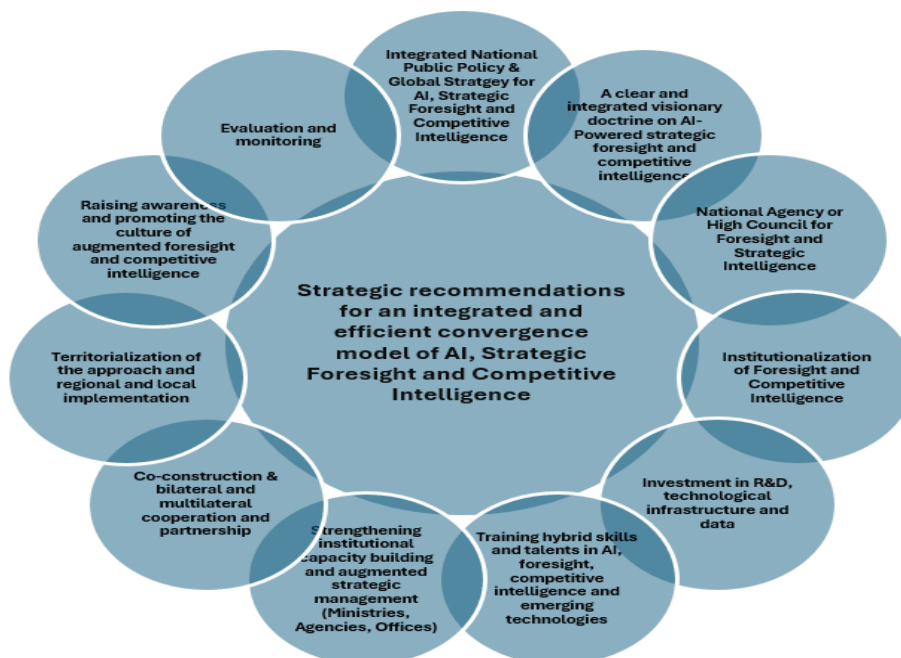 Integrated National
Public Policy &
Global Stratgey for
AI, Strategic
Foresight and
Competitive
Intelligence
A clear and
integrated visionary
doctrine on AI-
Powered strategic
foresight and
competitive
intelligence
National Agency or
High Council for
Foresight and
Strategic
Intelligence
Institutionalization
of Foresight and
Competitive
Intelligence
Investment in R&D,
technological
infrastructure and
data
Training hybrid skills
and talents in AI,
foresight,
competitive
intelligence and
emerging
technologies
Strengthening
institutional
capacity building
and augmented
strategic
management
(Ministries,
Agencies, Offices)
Co-construction &
bilateral and
multilateral
cooperation and
partnership
Territorialization of
the approach and
regional and local
implementation
Raising awareness
and promoting the
culture of
augmented foresight
and competitive
intelligence
Evaluation and
monitoring
Strategic recommendations
for an integrated and
efficient convergence
model of AI, Strategic
Foresight and Competitive
Intelligence